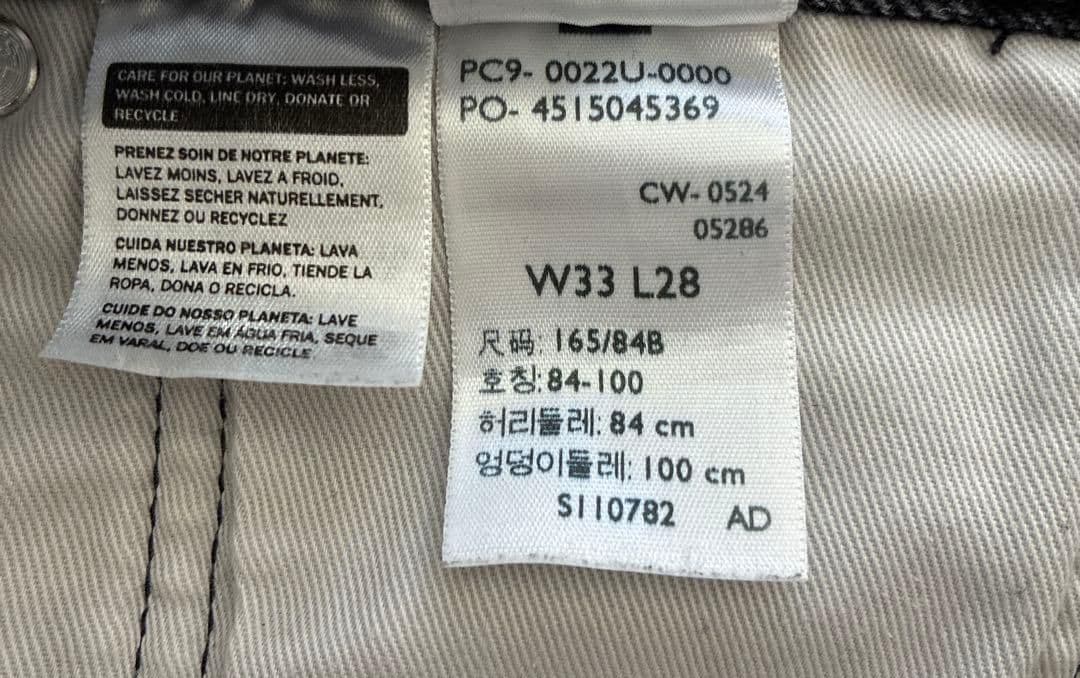 CARE FOR OUR PLANET: WASH LESS,
WASH COLD, LINE DRY, DONATE OR
RECYCLE
PRENEZ SOIN DE NOTRE PLANETE:
LAVEZ MOINS, LAVEZ A FROID,
LAISSEZ SECHER NATURELLEMENT,
DONNEZ OU RECYCLEZ
CUIDA NUESTRO PLANETA: LAVA
MENOS, LAVA EN FRIO, TIENDE LA
ROPA, DONA O RECICLA.
CUIDE DO NOSSO PLANETA: LAVE
MENOS, LAVE EM ÁGUA FRIA, SEQUE
EM VARAL, DOE OU RECICLE
PC9- 0022U-0000
PO- 4515045369
CW- 0524
05286
W33 L28
尺码: 165/84B
호칭:84-100
허리둘레: 84 cm
엉덩이둘레: 100 cm
S110782 AD